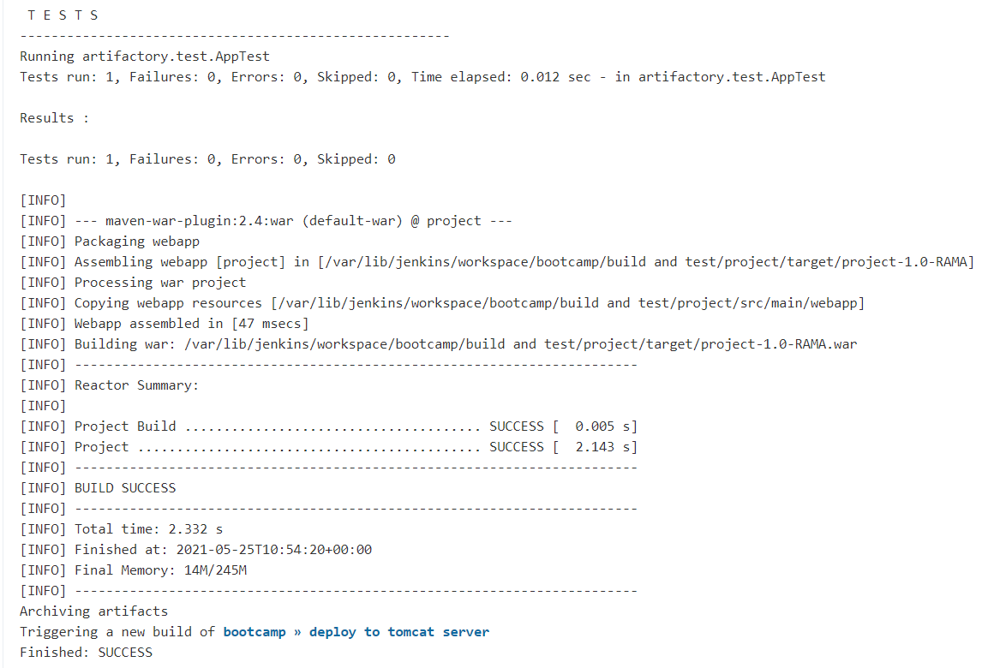 T E S T S
-------------------------------------------------------
Running artifactory.test.AppTest
Tests run: 1, Failures: 0, Errors: 0, Skipped: 0, Time elapsed: 0.012 sec - in artifactory.test.AppTest
Results :
Tests run: 1, Failures: 0, Errors: 0, Skipped: 0
[INFO]
[INFO] --- maven-war-plugin:2.4:war (default-war) @ project ---
[INFO] Packaging webapp
[INFO] Assembling webapp [project] in [/var/lib/jenkins/workspace/bootcamp/build and test/project/target/project-1.0-RAMA]
[INFO] Processing war project
[INFO] Copying webapp resources [/var/lib/jenkins/workspace/bootcamp/build and test/project/src/main/webapp]
[INFO] Webapp assembled in [47 msecs]
[INFO] Building war: /var/lib/jenkins/workspace/bootcamp/build and test/project/target/project-1.0-RAMA.war
[INFO] ------------------------------------------------------------------------
[INFO] Reactor Summary:
[INFO]
[INFO] Project Build ...................................... SUCCESS [  0.005 s]
[INFO] Project ............................................ SUCCESS [  2.143 s]
[INFO] ------------------------------------------------------------------------
[INFO] BUILD SUCCESS
[INFO] ------------------------------------------------------------------------
[INFO] Total time: 2.332 s
[INFO] Finished at: 2021-05-25T10:54:20+00:00
[INFO] Final Memory: 14M/245M
[INFO] ------------------------------------------------------------------------
Archiving artifacts
Triggering a new build of bootcamp » deploy to tomcat server
Finished: SUCCESS